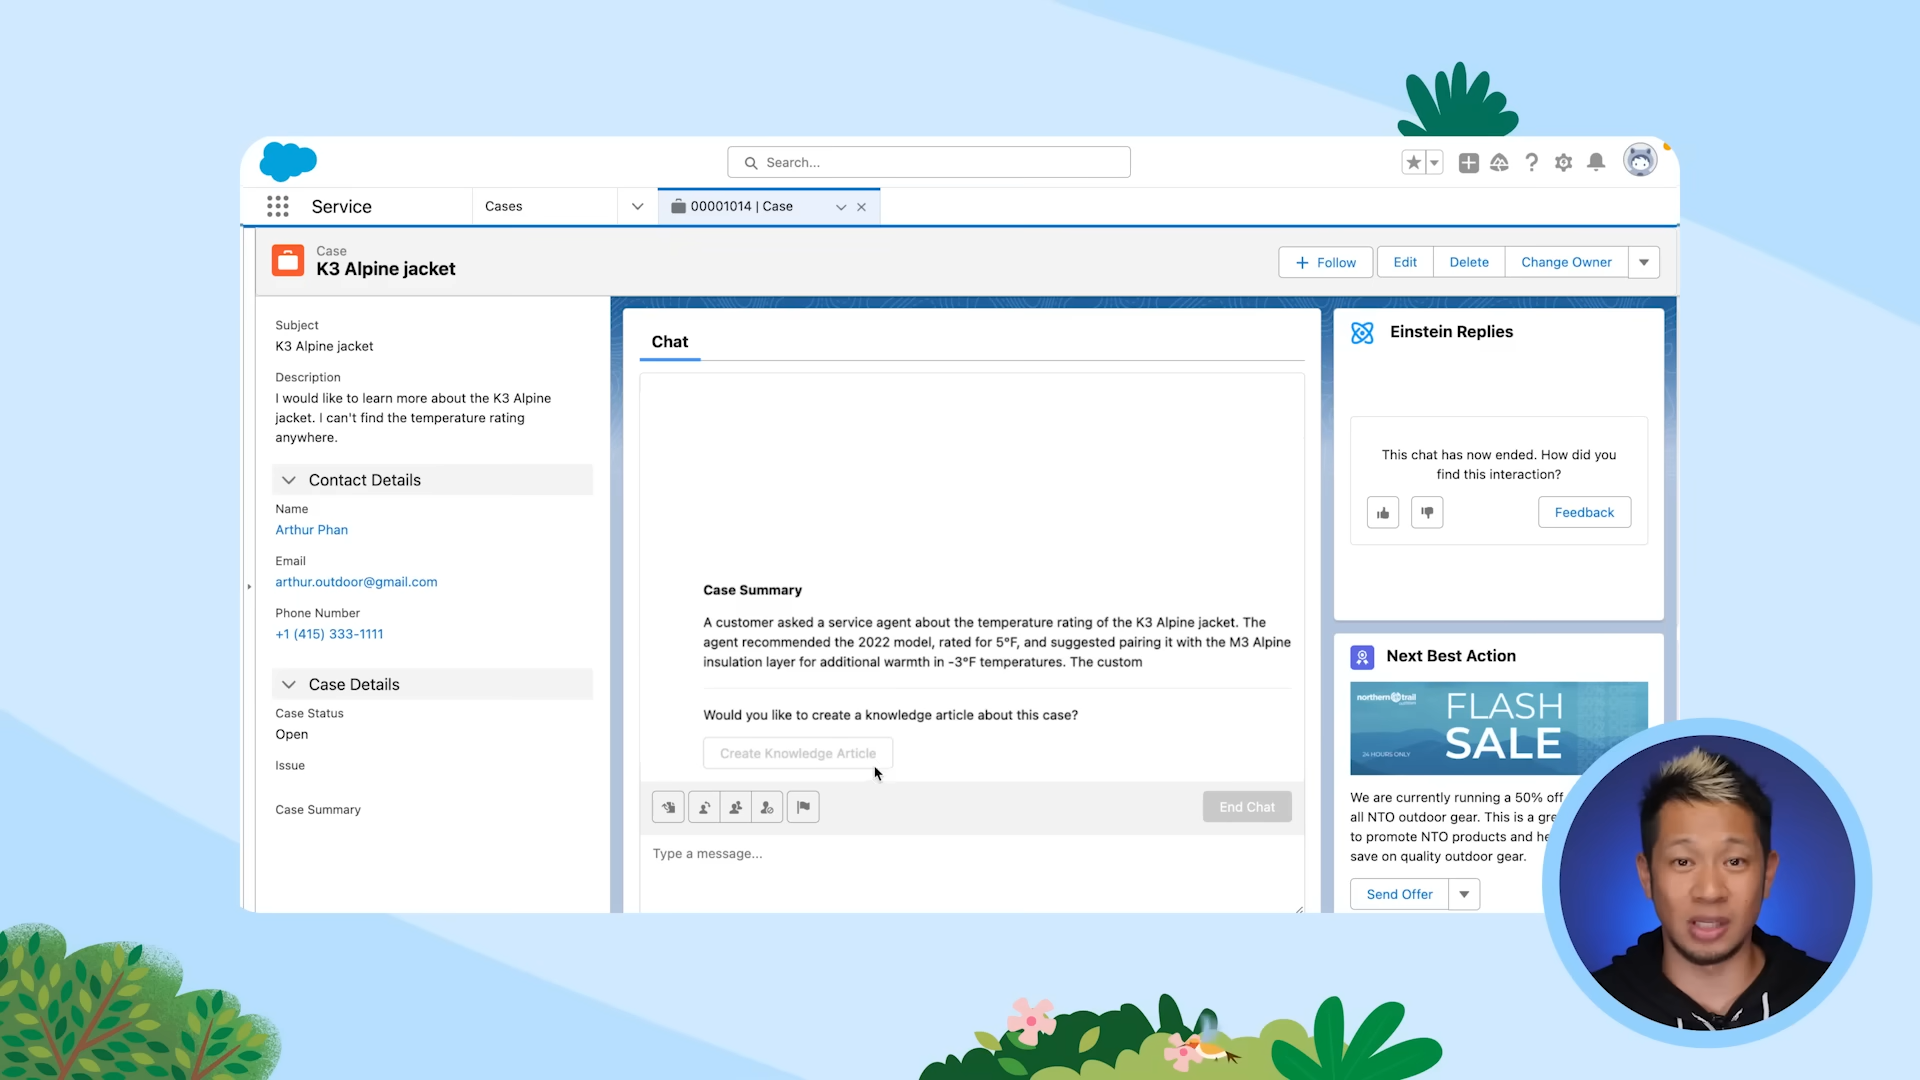 Search...
Service
Cases
00001014 | Case
Case
K3 Alpine jacket
Follow
Edit
Delete
Change Owner
Subject
K3 Alpine jacket
Description
I would like to learn more about the K3 Alpine
jacket. I can't find the temperature rating
anywhere.
Contact Details
Name
Arthur Phan
Email
arthur.outdoor@gmail.com
Phone Number
+1 (415) 333-1111
Case Details
Case Status
Open
Issue
Case Summary
Chat
Case Summary
A customer asked a service agent about the temperature rating of the K3 Alpine jacket. The
agent recommended the 2022 model, rated for 5°F, and suggested pairing it with the M3 Alpine
insulation layer for additional warmth in -3°F temperatures. The custom
Would you like to create a knowledge article about this case?
Create Knowledge Article
End Chat
Type a message...
Einstein Replies
This chat has now ended. How did you
find this interaction?
Feedback
Next Best Action
northern trail
FLASH
SALE
24 HOURS ONLY
We are currently running a 50% off
all NTO outdoor gear. This is a gre
to promote NTO products and he
save on quality outdoor gear.
Send Offer